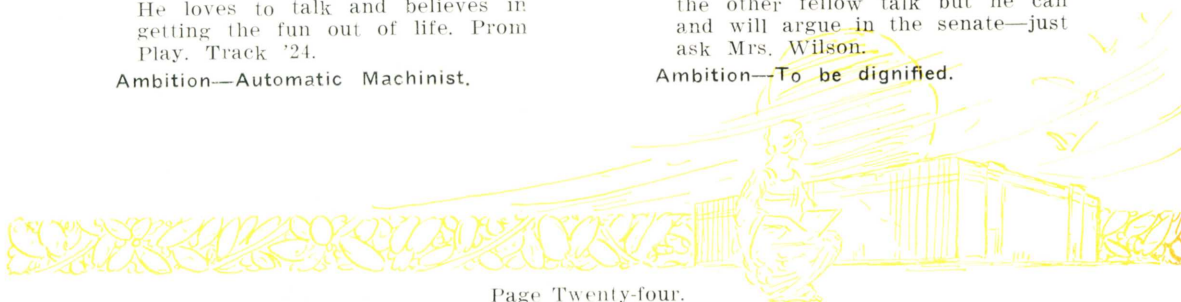 He loves to talk and believes in
getting the fun out of life. Prom
Play. Track '24.
Ambition—Automatic Machinist.
the other fellow talk but he can
and will argue in the senate—just
ask Mrs. Wilson.
Ambition—To be dignified.
Page Twenty-four.